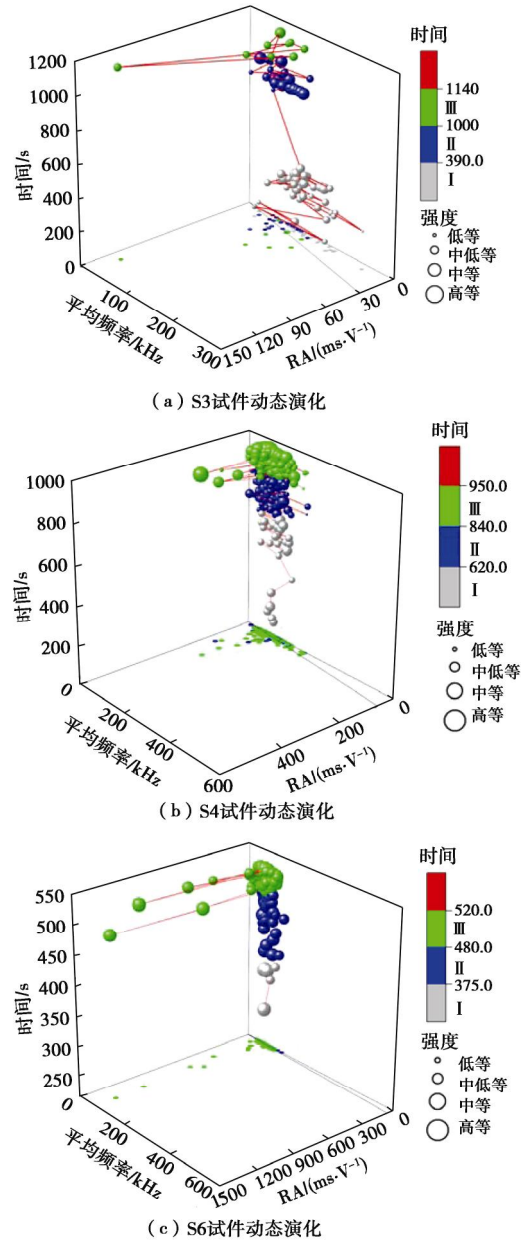 时间
1140
Ⅲ
1000
Ⅱ
390.0
Ⅰ
强度
低等
中低等
中等
高等
1200
1000
800
600
400
200
0
时间/s
100
200
300
平均频率/kHz
150
120
90
60
30
0
RA/(ms·V⁻¹)
(a) S3试件动态演化
时间
950.0
Ⅲ
840.0
Ⅱ
620.0
Ⅰ
强度
低等
中低等
中等
高等
1000
800
600
400
200
0
时间/s
200
400
600
平均频率/kHz
400
200
0
RA/(ms·V⁻¹)
(b) S4试件动态演化
时间
520.0
Ⅲ
480.0
Ⅱ
375.0
Ⅰ
强度
低等
中低等
中等
高等
550
500
450
400
350
300
250
时间/s
0
200
400
600
平均频率/kHz
1500
1200
900
600
300
0
RA/(ms·V⁻¹)
(c) S6试件动态演化